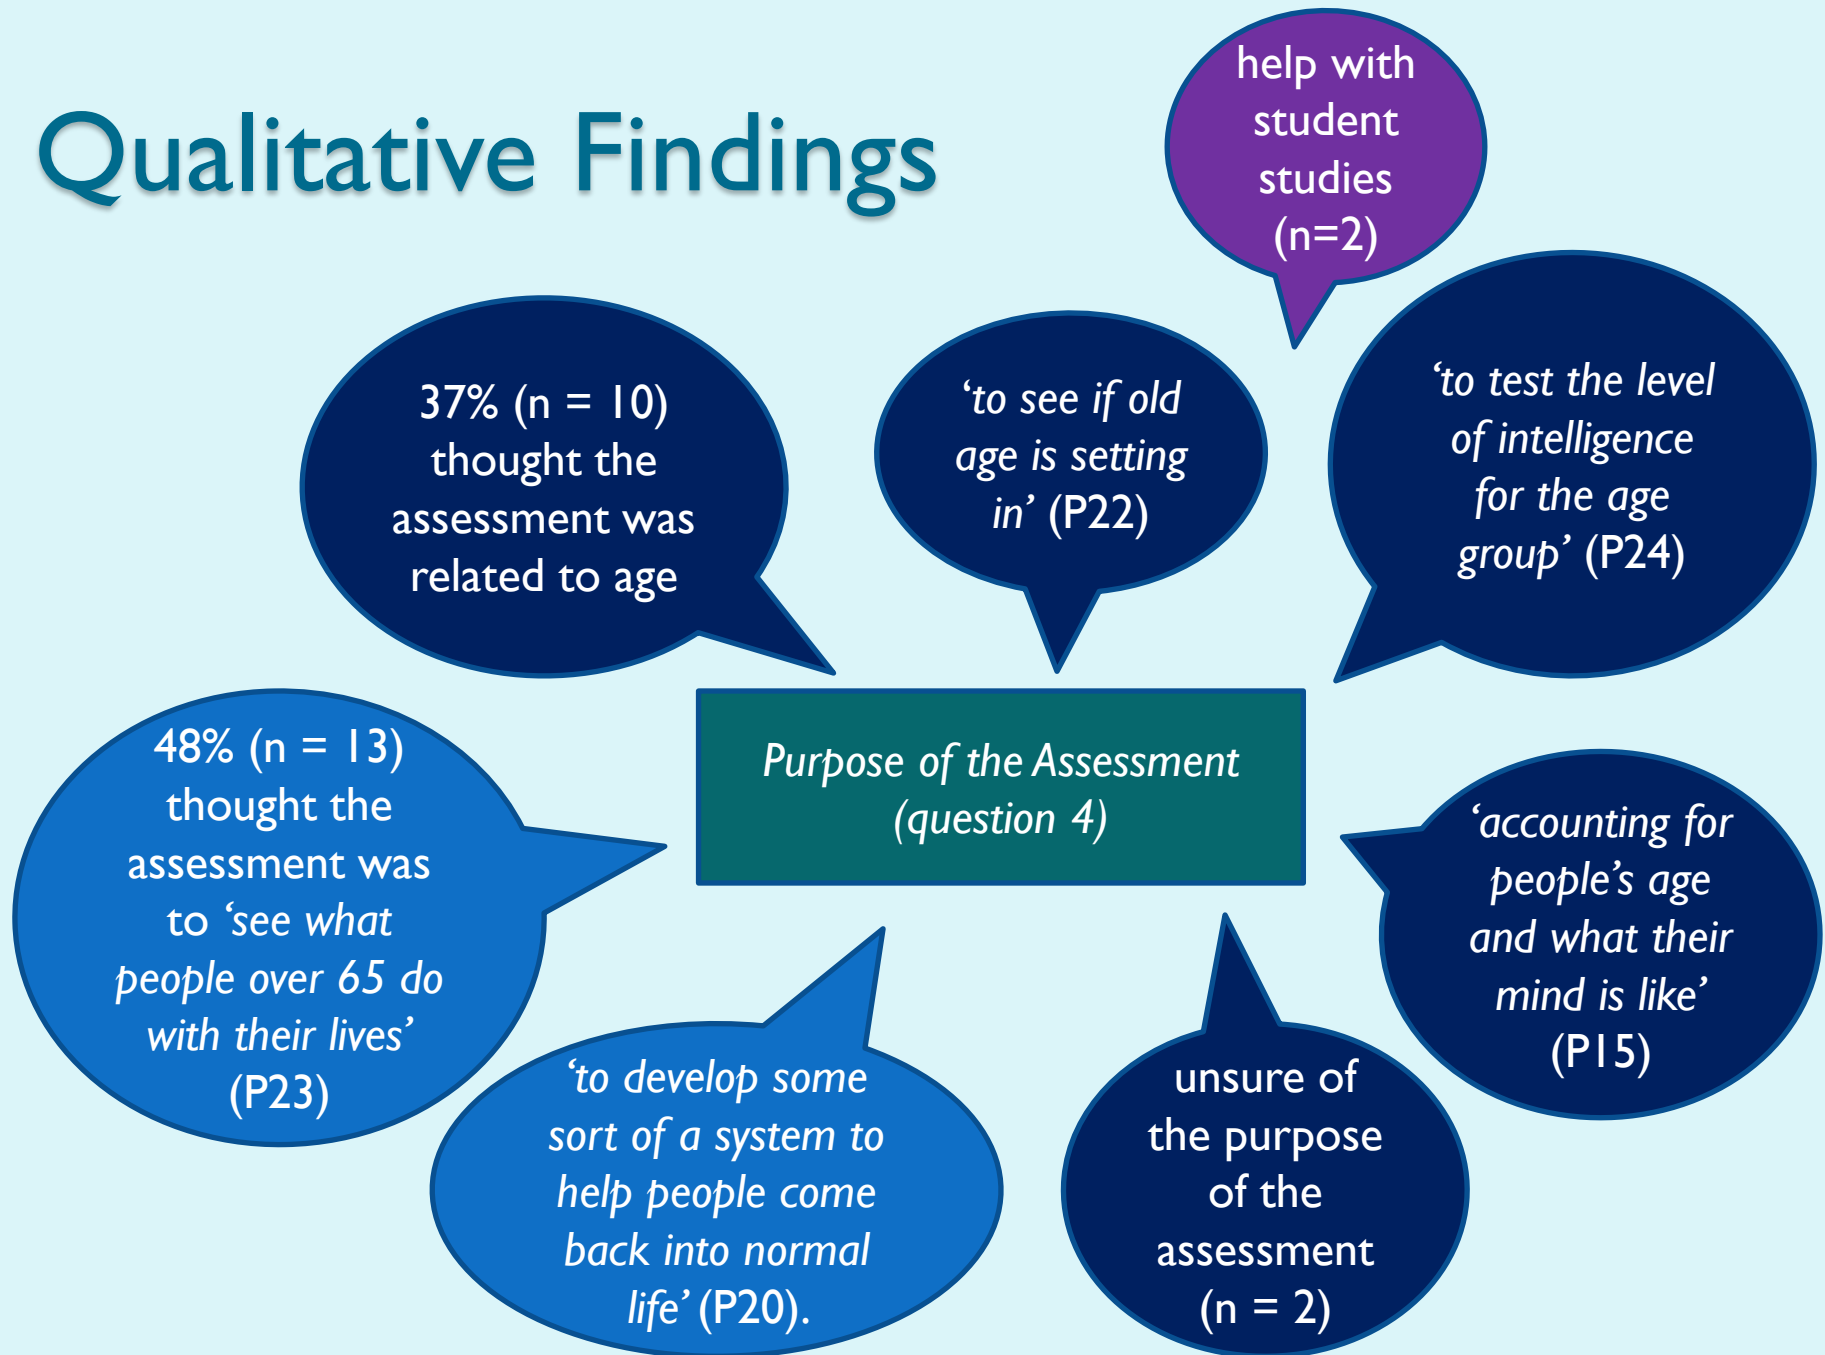 Qualitative Findings
help with
student
studies
(n=2)
37% (n = 10)
thought the
assessment was
related to age
‘to see if old
age is setting
in’ (P22)
‘to test the level
of intelligence
for the age
group’ (P24)
48% (n = 13)
thought the
assessment was
to ‘see what
people over 65 do
with their lives’
(P23)
Purpose of the Assessment
(question 4)
‘accounting for
people’s age
and what their
mind is like’
(P15)
‘to develop some
sort of a system to
help people come
back into normal
life’ (P20).
unsure of
the purpose
of the
assessment
(n = 2)